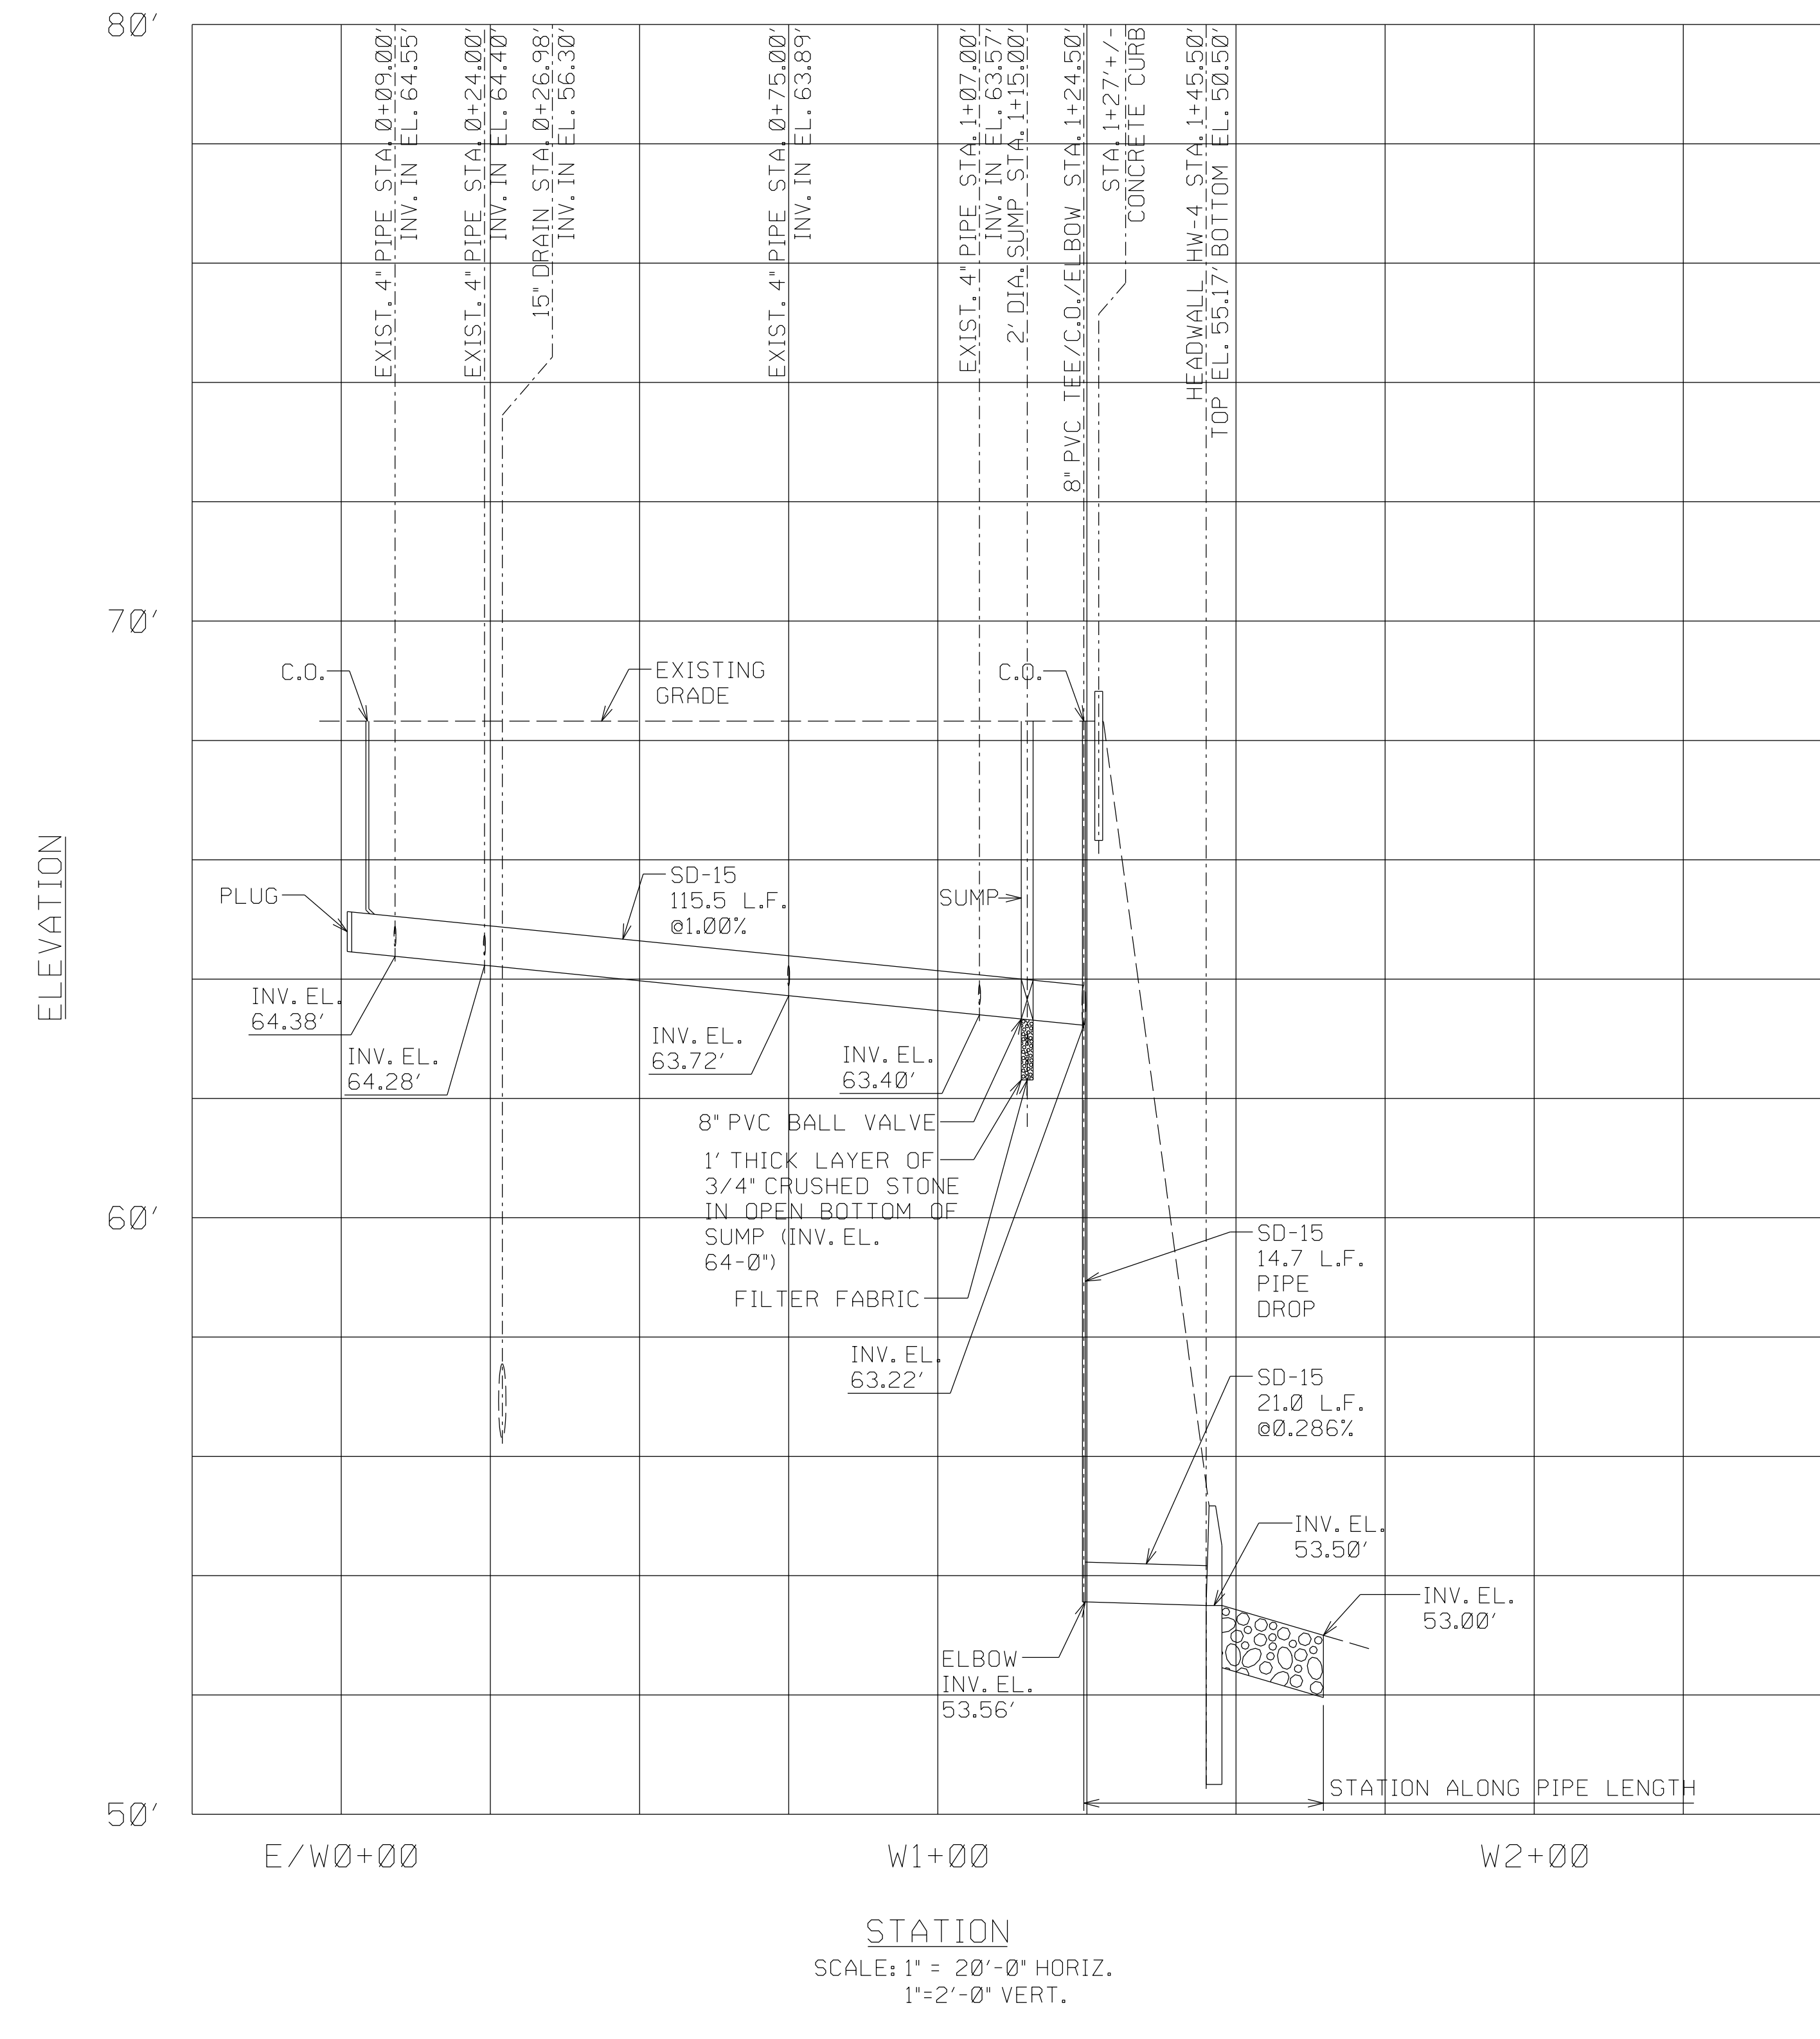 80'
EXIST. 4" PIPE STA. 0+09.00'
INV. IN EL. 64.55'
EXIST. 4" PIPE STA. 0+24.00'
INV. IN EL. 64.40'
15" DRAIN STA. 0+26.98'
INV. IN EL. 56.30'
EXIST. 4" PIPE STA. 0+75.00'
INV. IN EL. 63.89'
EXIST. 4" PIPE STA. 1+07.00'
INV. IN EL. 63.57'
2' DIA. SUMP STA. 1+15.00'
8" PVC TEE/C.O./ELBOW STA. 1+24.50'
STA. 1+27'+/-
CONCRETE CURB
HEADWALL HW-4 STA. 1+45.50'
TOP EL. 55.17' BOTTOM EL. 50.50'
70'
C.O.
EXISTING
GRADE
C.O.
ELEVATION
PLUG
SD-15
115.5 L.F.
@1.00%
SUMP
INV. EL.
64.38'
INV. EL.
64.28'
INV. EL.
63.72'
INV. EL.
63.40'
8" PVC BALL VALVE
1' THICK LAYER OF
3/4" CRUSHED STONE
IN OPEN BOTTOM OF
SUMP (INV. EL.
64-0")
60'
FILTER FABRIC
INV. EL.
63.22'
SD-15
14.7 L.F.
PIPE
DROP
SD-15
21.0 L.F.
@0.286%
INV. EL.
53.50'
INV. EL.
53.00'
ELBOW
INV. EL.
53.56'
STATION ALONG PIPE LENGTH
50'
E/W0+00
W1+00
W2+00
STATION
SCALE: 1" = 20'-0" HORIZ.
1"=2'-0" VERT.